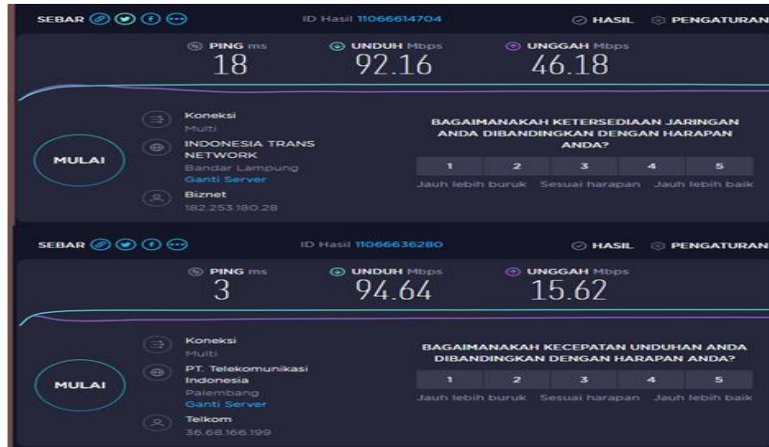 SEBAR ID Hasil 11066614704 HASIL PENGATURAN
PING ms UNDUH Mbps UNGGAH Mbps
18 92.16 46.18
Koneksi
Multi
INDONESIA TRANS
NETWORK
Bandar Lampung
Ganti Server
Biznet
182.253.180.28
MULAI
BAGAIMANAKAH KETERSEDIAAN JARINGAN
ANDA DIBANDINGKAN DENGAN HARAPAN
ANDA?
1 2 3 4 5
Jauh lebih buruk Sesuai harapan Jauh lebih baik
SEBAR ID Hasil 11066636280 HASIL PENGATURAN
PING ms UNDUH Mbps UNGGAH Mbps
3 94.64 15.62
Koneksi
Multi
PT. Telekomunikasi
Indonesia
Palembang
Ganti Server
Telkom
36.68.166.199
MULAI
BAGAIMANAKAH KECEPATAN UNDUHAN ANDA
DIBANDINGKAN DENGAN HARAPAN ANDA?
1 2 3 4 5
Jauh lebih buruk Sesuai harapan Jauh lebih baik